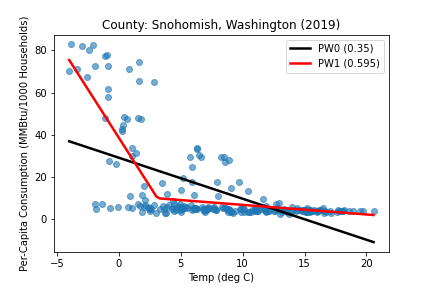 County: Snohomish, Washington (2019)
Per-Capita Consumption (MMBtu/1000 Households)
80
60
40
20
0
PW0 (0.35)
PW1 (0.595)
−5 0 5 10 15 20
Temp (deg C)